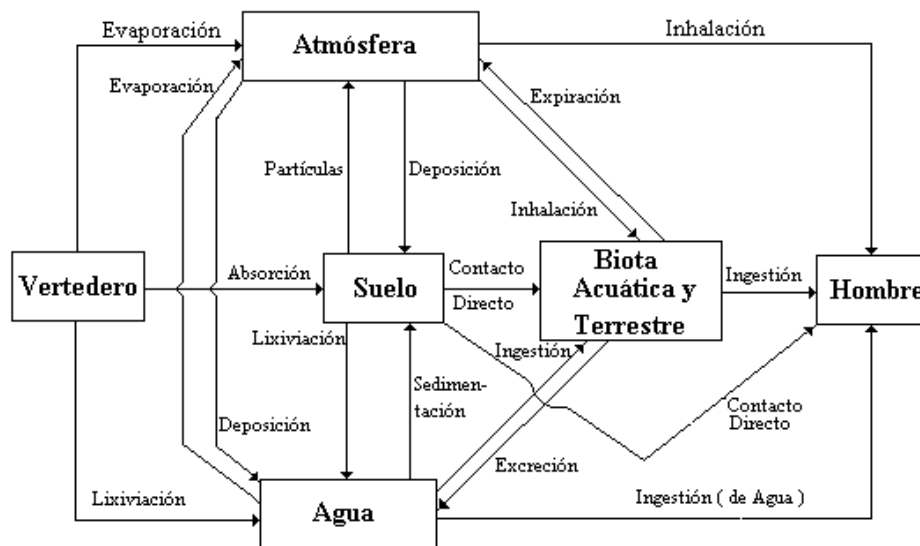 Evaporación
Atmósfera
Inhalación
Evaporación
Expiración
Partículas
Deposición
Inhalación
Vertedero
Absorción
Suelo
Contacto
Directo
Biota
Acuática y
Terrestre
Ingestión
Hombre
Lixiviación
Ingestión
Sedimen-
tación
Contacto
Directo
Deposición
Excreción
Lixiviación
Agua
Ingestión ( de Agua )